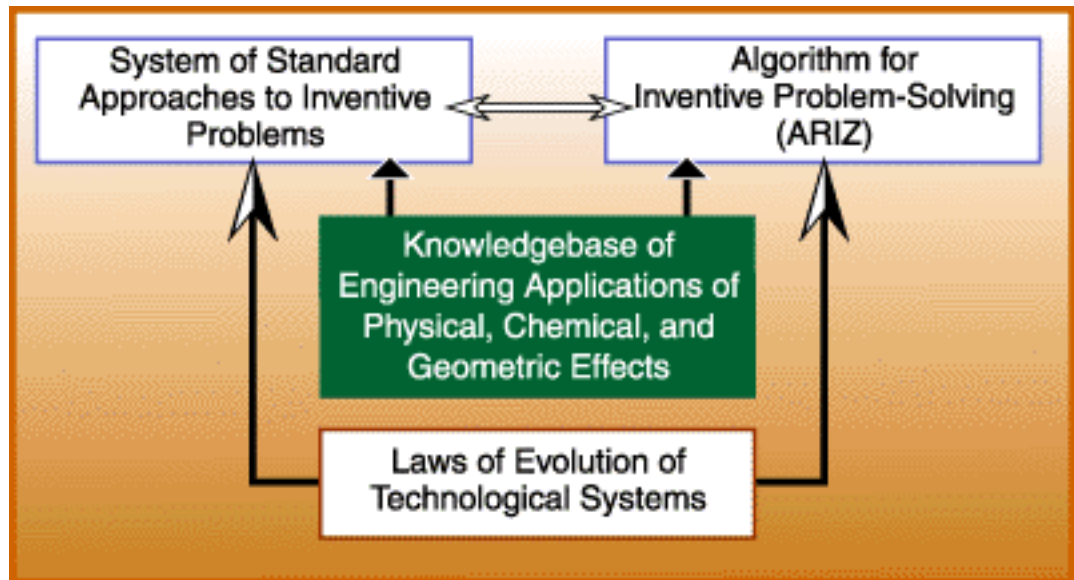 System of Standard
Approaches to Inventive
Problems
Algorithm for
Inventive Problem-Solving
(ARIZ)
Knowledgebase of
Engineering Applications of
Physical, Chemical, and
Geometric Effects
Laws of Evolution of
Technological Systems